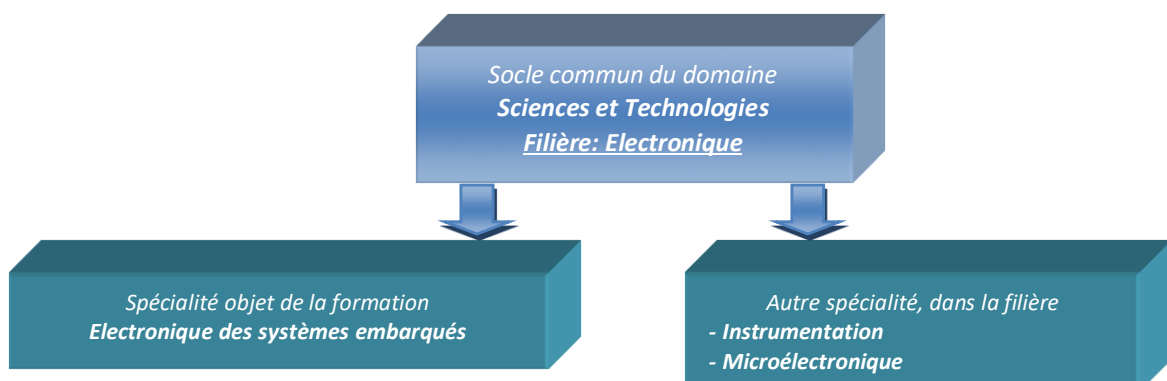 Socle commun du domaine
Sciences et Technologies
Filière: Electronique
Spécialité objet de la formation
Electronique des systèmes embarqués
Autre spécialité, dans la filière
- Instrumentation
- Microélectronique